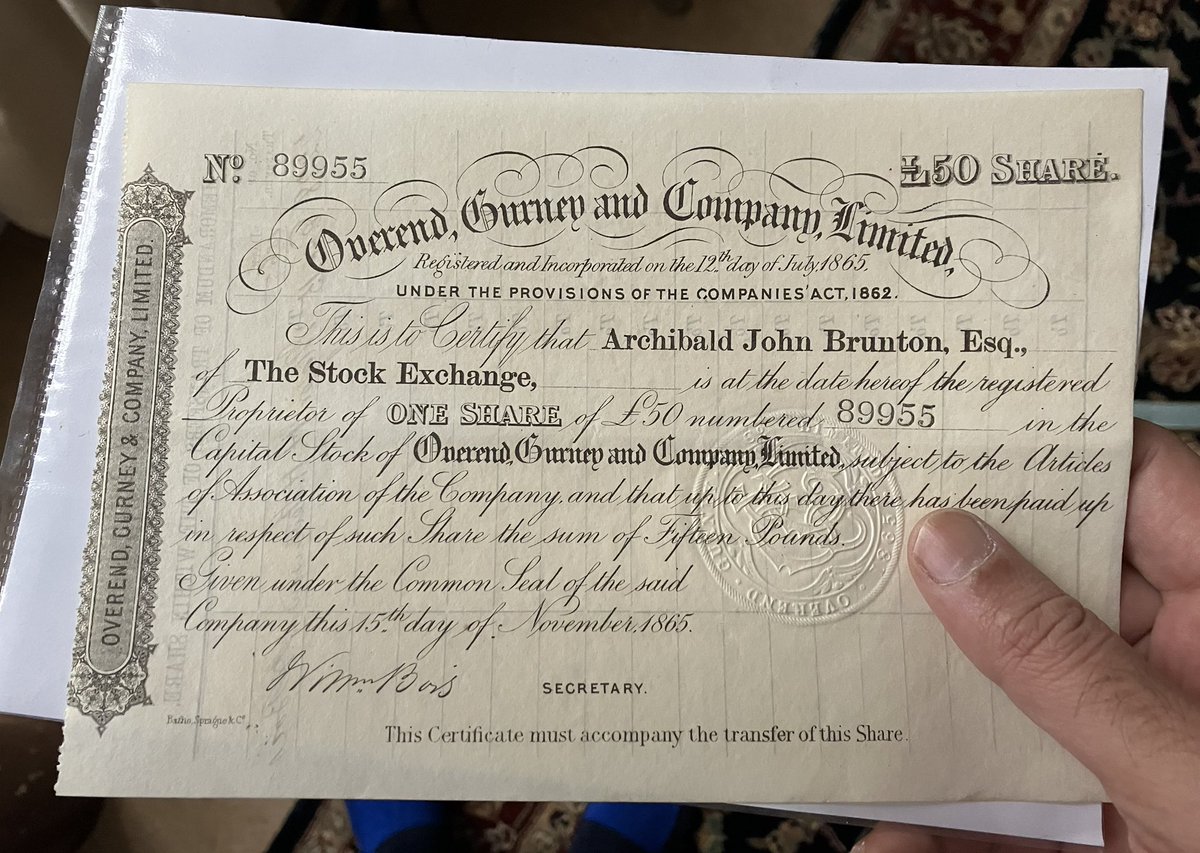 No. 89955
£50 SHARE.
Overend, Gurney and Company, Limited,
Registered and Incorporated on the 12th day of July, 1865,
UNDER THE PROVISIONS OF THE COMPANIES' ACT, 1862.
This is to Certify that Archibald John Brunton, Esq.,
of The Stock Exchange, is at the date hereof the registered
Proprietor of ONE SHARE of £50 numbered 89955 in the
Capital Stock of Overend, Gurney and Company, Limited, subject to the Articles
of Association of the Company, and that up to this day there has been paid up
in respect of such Share the sum of Fifteen Pounds.
Given under the Common Seal of the said
Company this 15th day of November, 1865.
SECRETARY.
This Certificate must accompany the transfer of this Share.
OVEREND, GURNEY & COMPANY, LIMITED.
OVEREND
1865